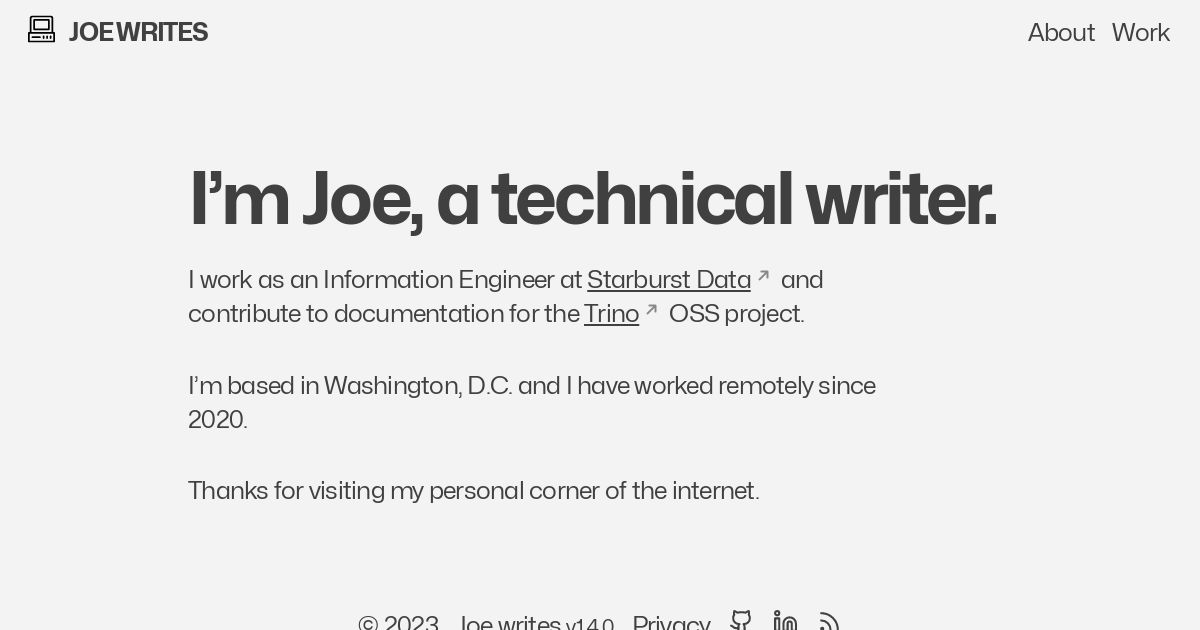 JOE WRITES
About Work
I’m Joe, a technical writer.
I work as an Information Engineer at Starburst Data ↗ and
contribute to documentation for the Trino ↗ OSS project.
I’m based in Washington, D.C. and I have worked remotely since
2020.
Thanks for visiting my personal corner of the internet.
© 2023 Joe writes v1.4.0 Privacy